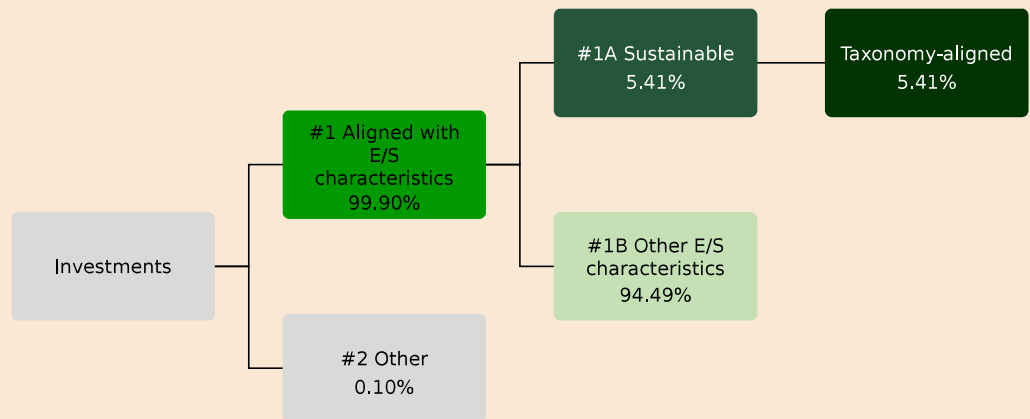 Investments
#1 Aligned with
E/S
characteristics
99.90%
#2 Other
0.10%
#1A Sustainable
5.41%
#1B Other E/S
characteristics
94.49%
Taxonomy-aligned
5.41%